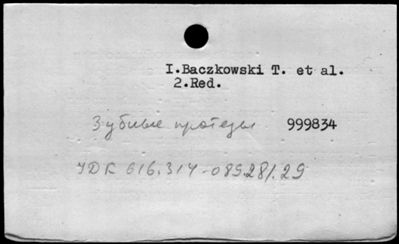 I.Baczkowski T. et al.
2.Red.
Зубные протезы 999834
УДК 616.314-089.28/.29